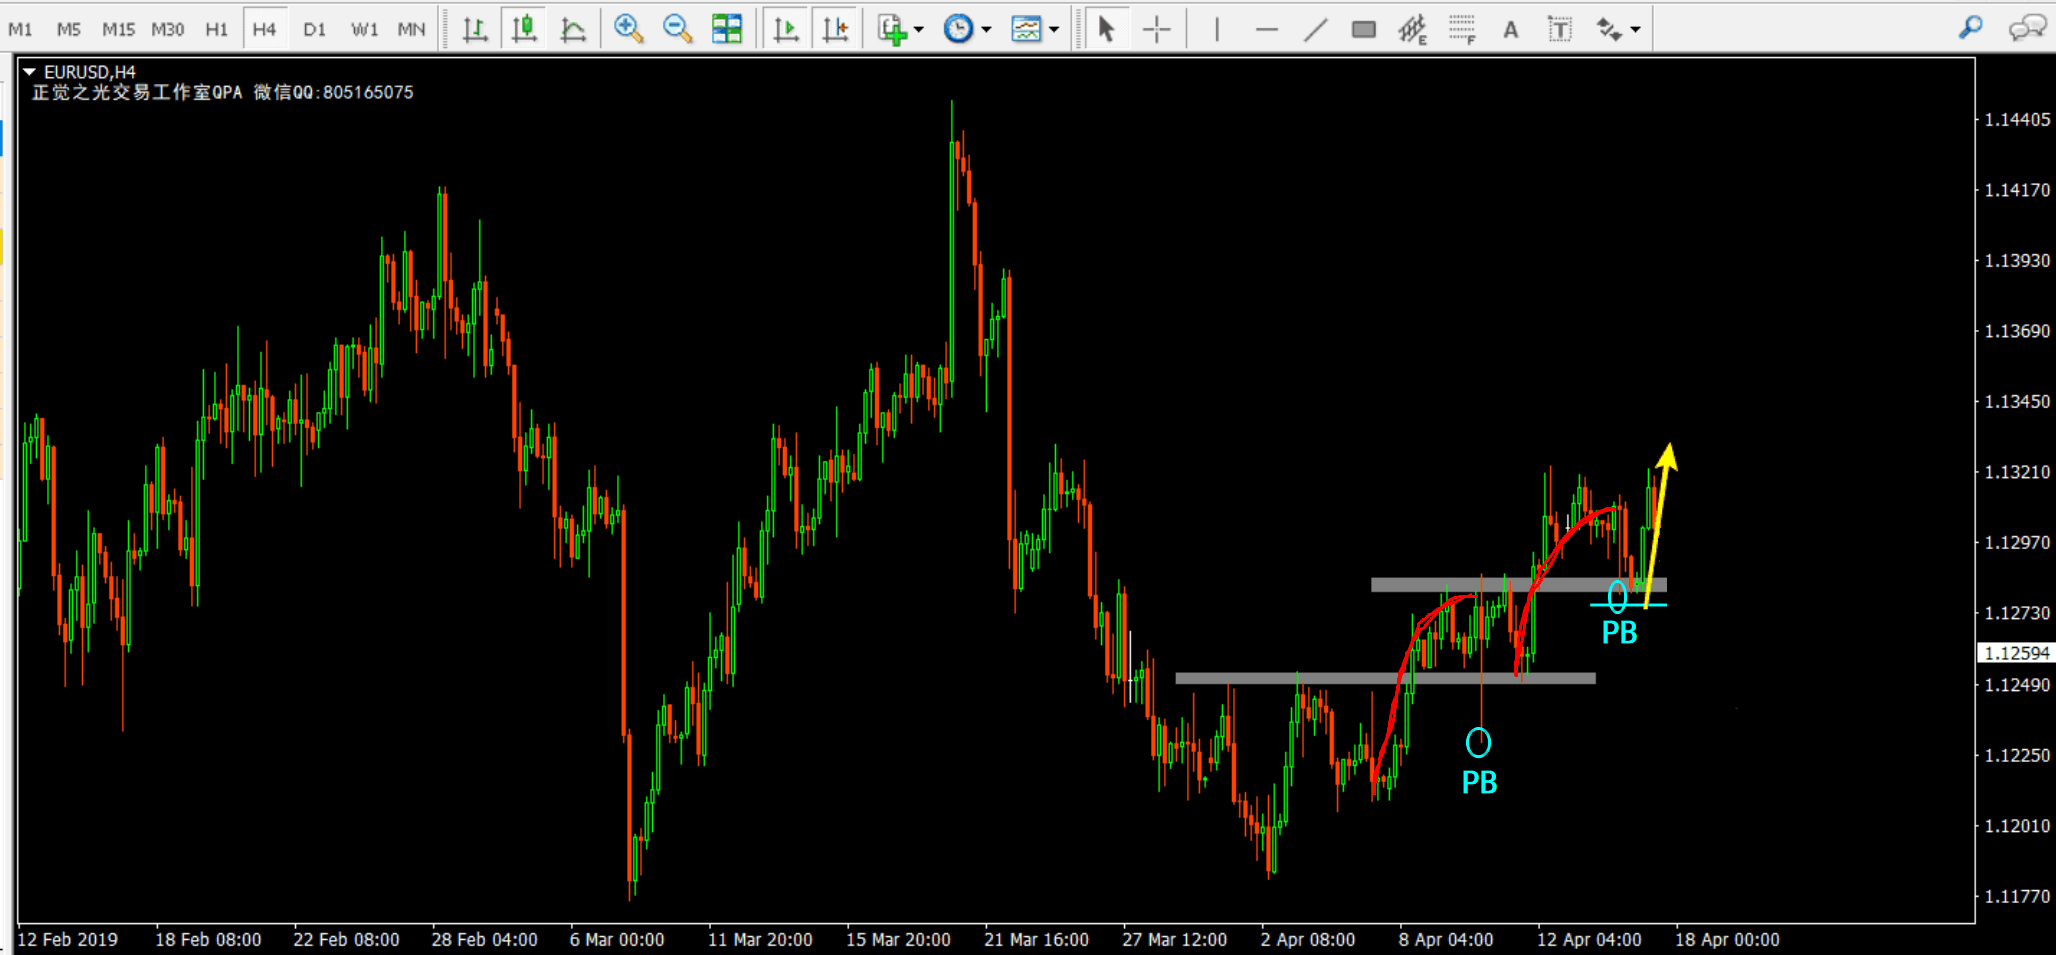 M1 M5 M15 M30 H1 H4 D1 W1 MN E F A T
EURUSD,H4
正觉之光交易工作室QPA 微信QQ:805165075
1.14405
1.14170
1.13930
1.13690
1.13450
1.13210
1.12970
1.12730
PB
1.12594
1.12490
1.12250
PB
1.12010
1.11770
12 Feb 2019 18 Feb 08:00 22 Feb 08:00 28 Feb 04:00 6 Mar 00:00 11 Mar 20:00 15 Mar 20:00 21 Mar 16:00 27 Mar 12:00 2 Apr 08:00 8 Apr 04:00 12 Apr 04:00 18 Apr 00:00